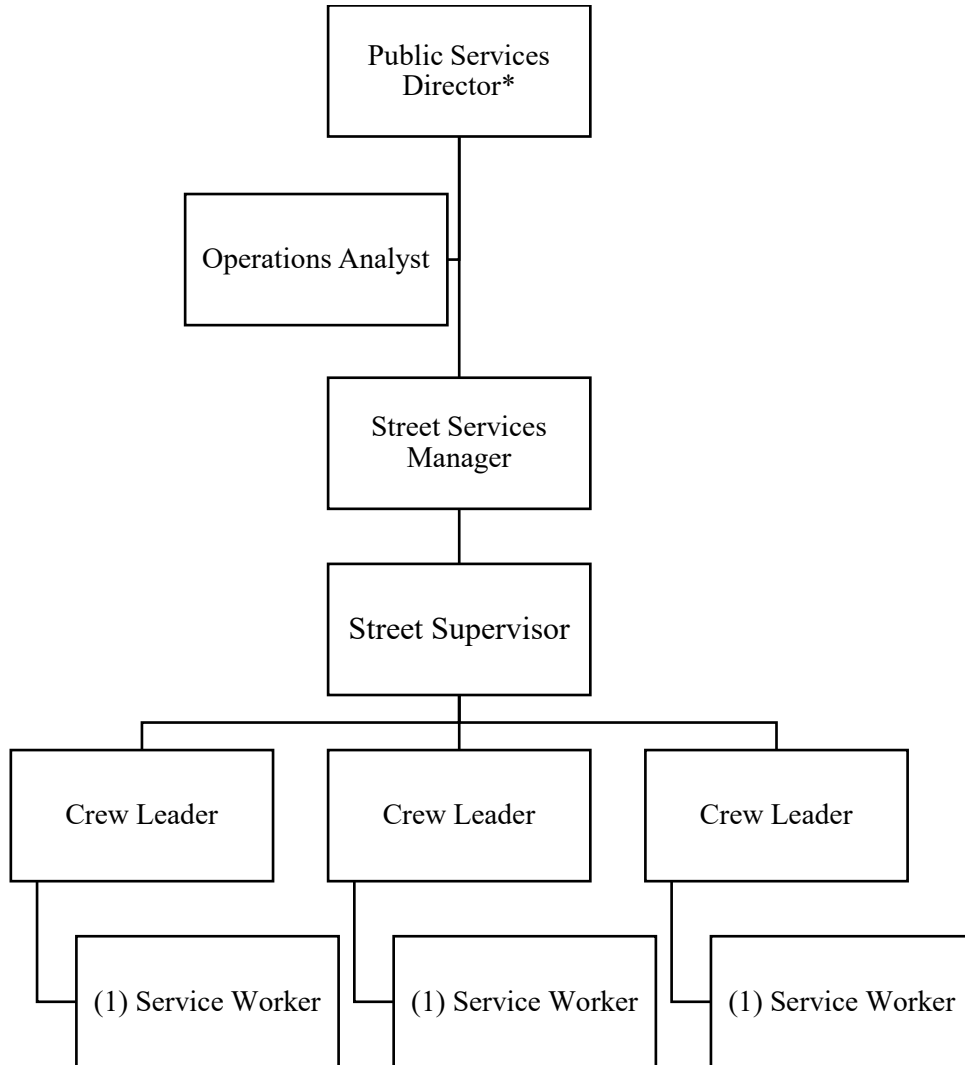 Public Services
Director*
Operations Analyst
Street Services
Manager
Street Supervisor
Crew Leader
Crew Leader
Crew Leader
(1) Service Worker
(1) Service Worker
(1) Service Worker